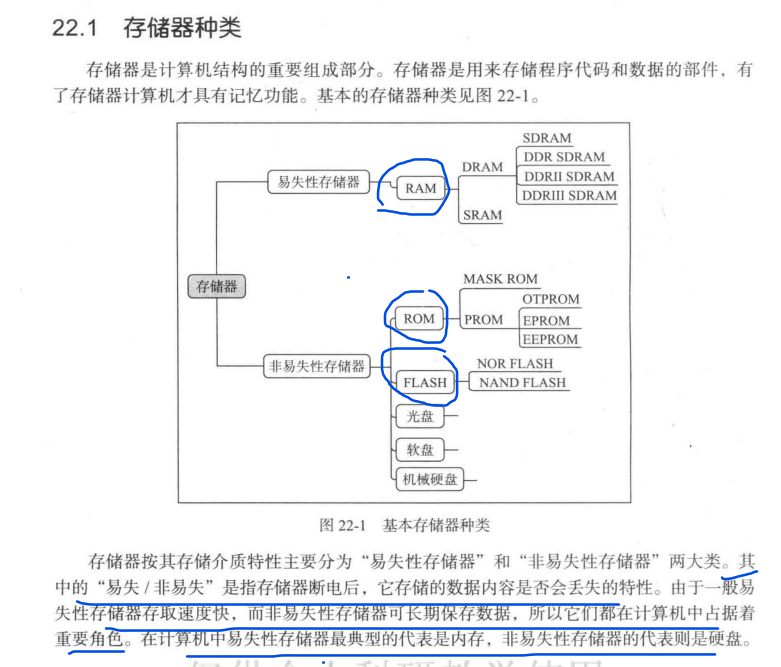 22.1 存储器种类
存储器是计算机结构的重要组成部分。存储器是用来存储程序代码和数据的部件，有
了存储器计算机才具有记忆功能。基本的存储器种类见图 22-1。
SDRAM
DRAM
DDR SDRAM
易失性存储器
RAM
DDRII SDRAM
DDRIII SDRAM
SRAM
存储器
MASK ROM
OTPROM
ROM
PROM
EPROM
EEPROM
非易失性存储器
NOR FLASH
FLASH
NAND FLASH
光盘
软盘
机械硬盘
图 22-1 基本存储器种类
存储器按其存储介质特性主要分为“易失性存储器”和“非易失性存储器”两大类。其
中的“易失 / 非易失”是指存储器断电后，它存储的数据内容是否会丢失的特性。由于一般易
失性存储器存取速度快，而非易失性存储器可长期保存数据，所以它们都在计算机中占据着
重要角色。在计算机中易失性存储器最典型的代表是内存，非易失性存储器的代表则是硬盘。